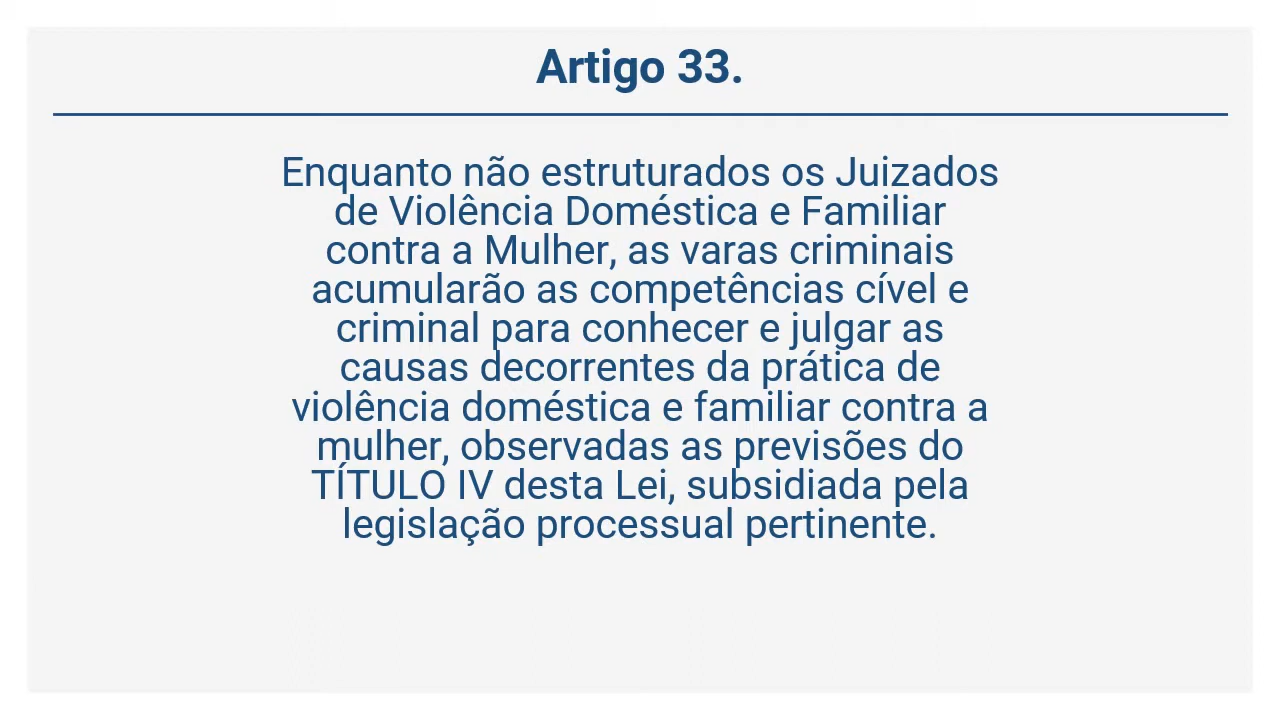 Artigo 33.
Enquanto não estruturados os Juizados
de Violência Doméstica e Familiar
contra a Mulher, as varas criminais
acumularão as competências cível e
criminal para conhecer e julgar as
causas decorrentes da prática de
violência doméstica e familiar contra a
mulher, observadas as previsões do
TÍTULO IV desta Lei, subsidiada pela
legislação processual pertinente.